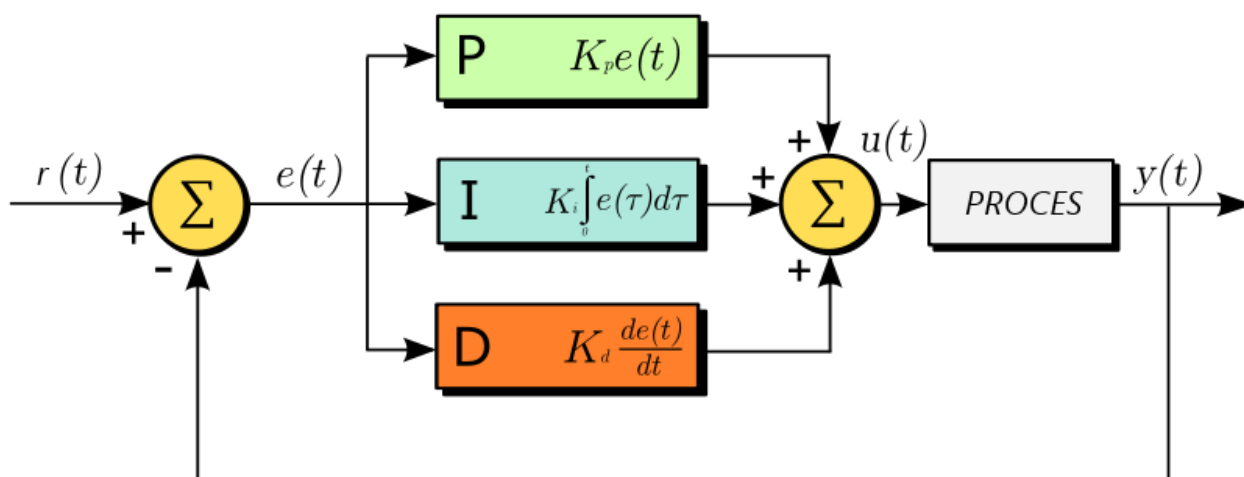 r(t)
+
-
Σ
e(t)
P K_p e(t)
I K_i ∫_0^t e(τ)dτ
D K_d de(t)/dt
+
+
+
Σ
u(t)
PROCES
y(t)